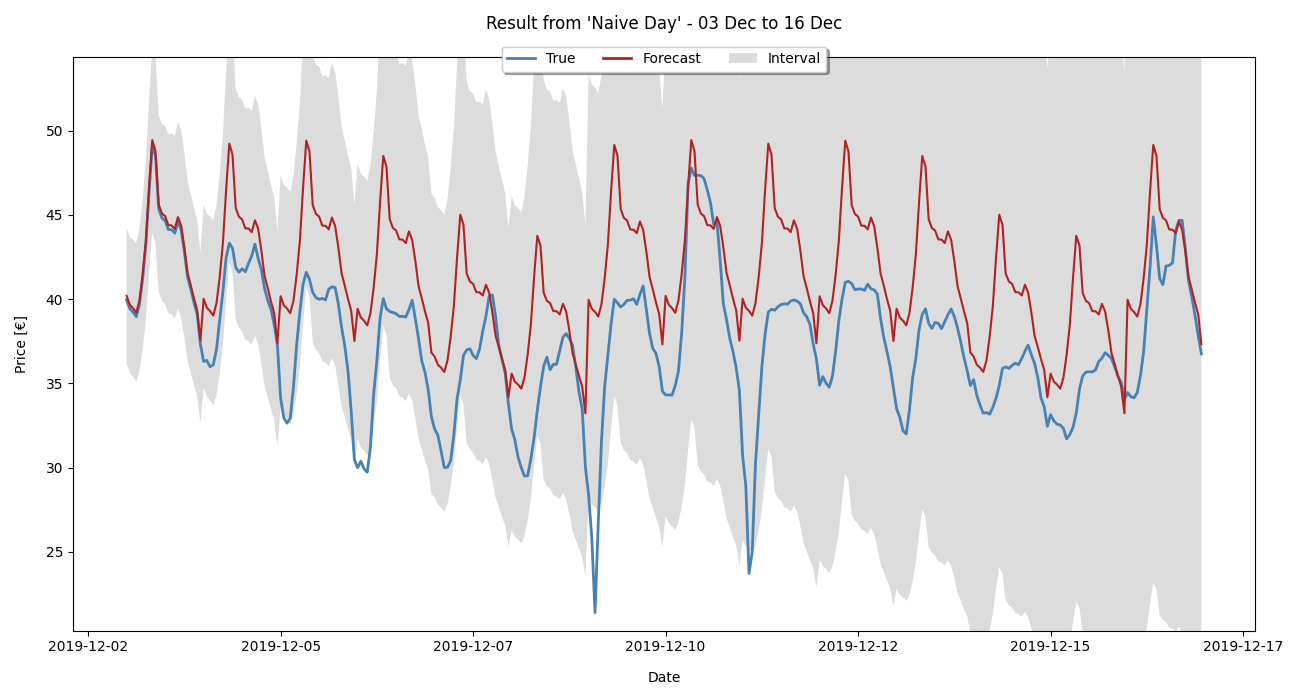 Result from 'Naive Day' - 03 Dec to 16 Dec
True Forecast Interval
50
45
40
35
30
25
Price [€]
2019-12-02 2019-12-05 2019-12-07 2019-12-10 2019-12-12 2019-12-15 2019-12-17
Date